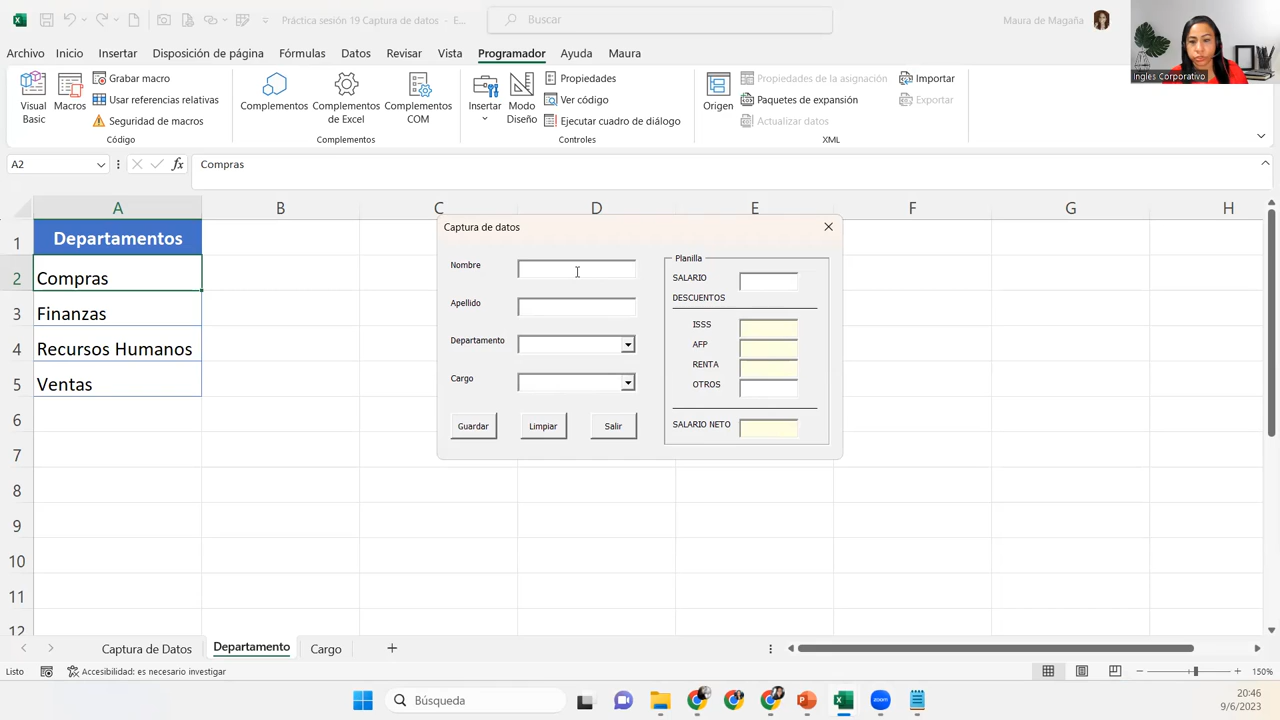 Práctica sesión 19 Captura de datos - E...
Buscar
Maura de Magaña
Ingles Corporativo
Archivo Inicio Insertar Disposición de página Fórmulas Datos Revisar Vista Programador Ayuda Maura
Visual Basic
Macros
Grabar macro
Usar referencias relativas
Seguridad de macros
Código
Complementos
Complementos de Excel
Complementos COM
Complementos
Insertar
Modo Diseño
Propiedades
Ver código
Ejecutar cuadro de diálogo
Controles
Origen
Propiedades de la asignación
Paquetes de expansión
Actualizar datos
Importar
Exportar
XML
A2
fx
Compras
A B C D E F G H
1 Departamentos
2 Compras
3 Finanzas
4 Recursos Humanos
5 Ventas
6
7
8
9
10
11
12
Captura de datos
Nombre
Apellido
Departamento
Cargo
Guardar Limpiar Salir
Planilla
SALARIO
DESCUENTOS
ISSS
AFP
RENTA
OTROS
SALARIO NETO
Captura de Datos Departamento Cargo
Listo
Accesibilidad: es necesario investigar
150%
Búsqueda
zoom
20:46
9/6/2023